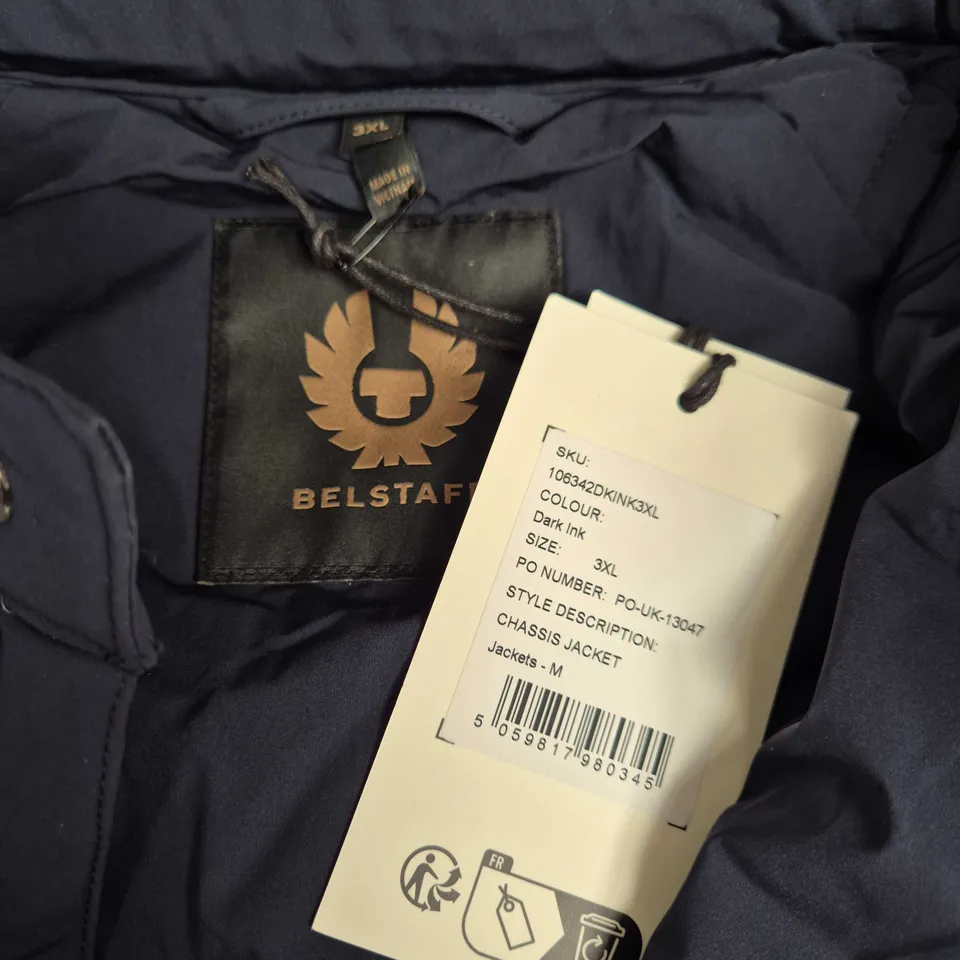 3XL
MADE IN
VIETNAM
BELSTAFF
SKU:
106342DKINK3XL
COLOUR:
Dark Ink
SIZE: 3XL
PO NUMBER: PO-UK-13047
STYLE DESCRIPTION:
CHASSIS JACKET
Jackets - M
5 059817 980345
FR